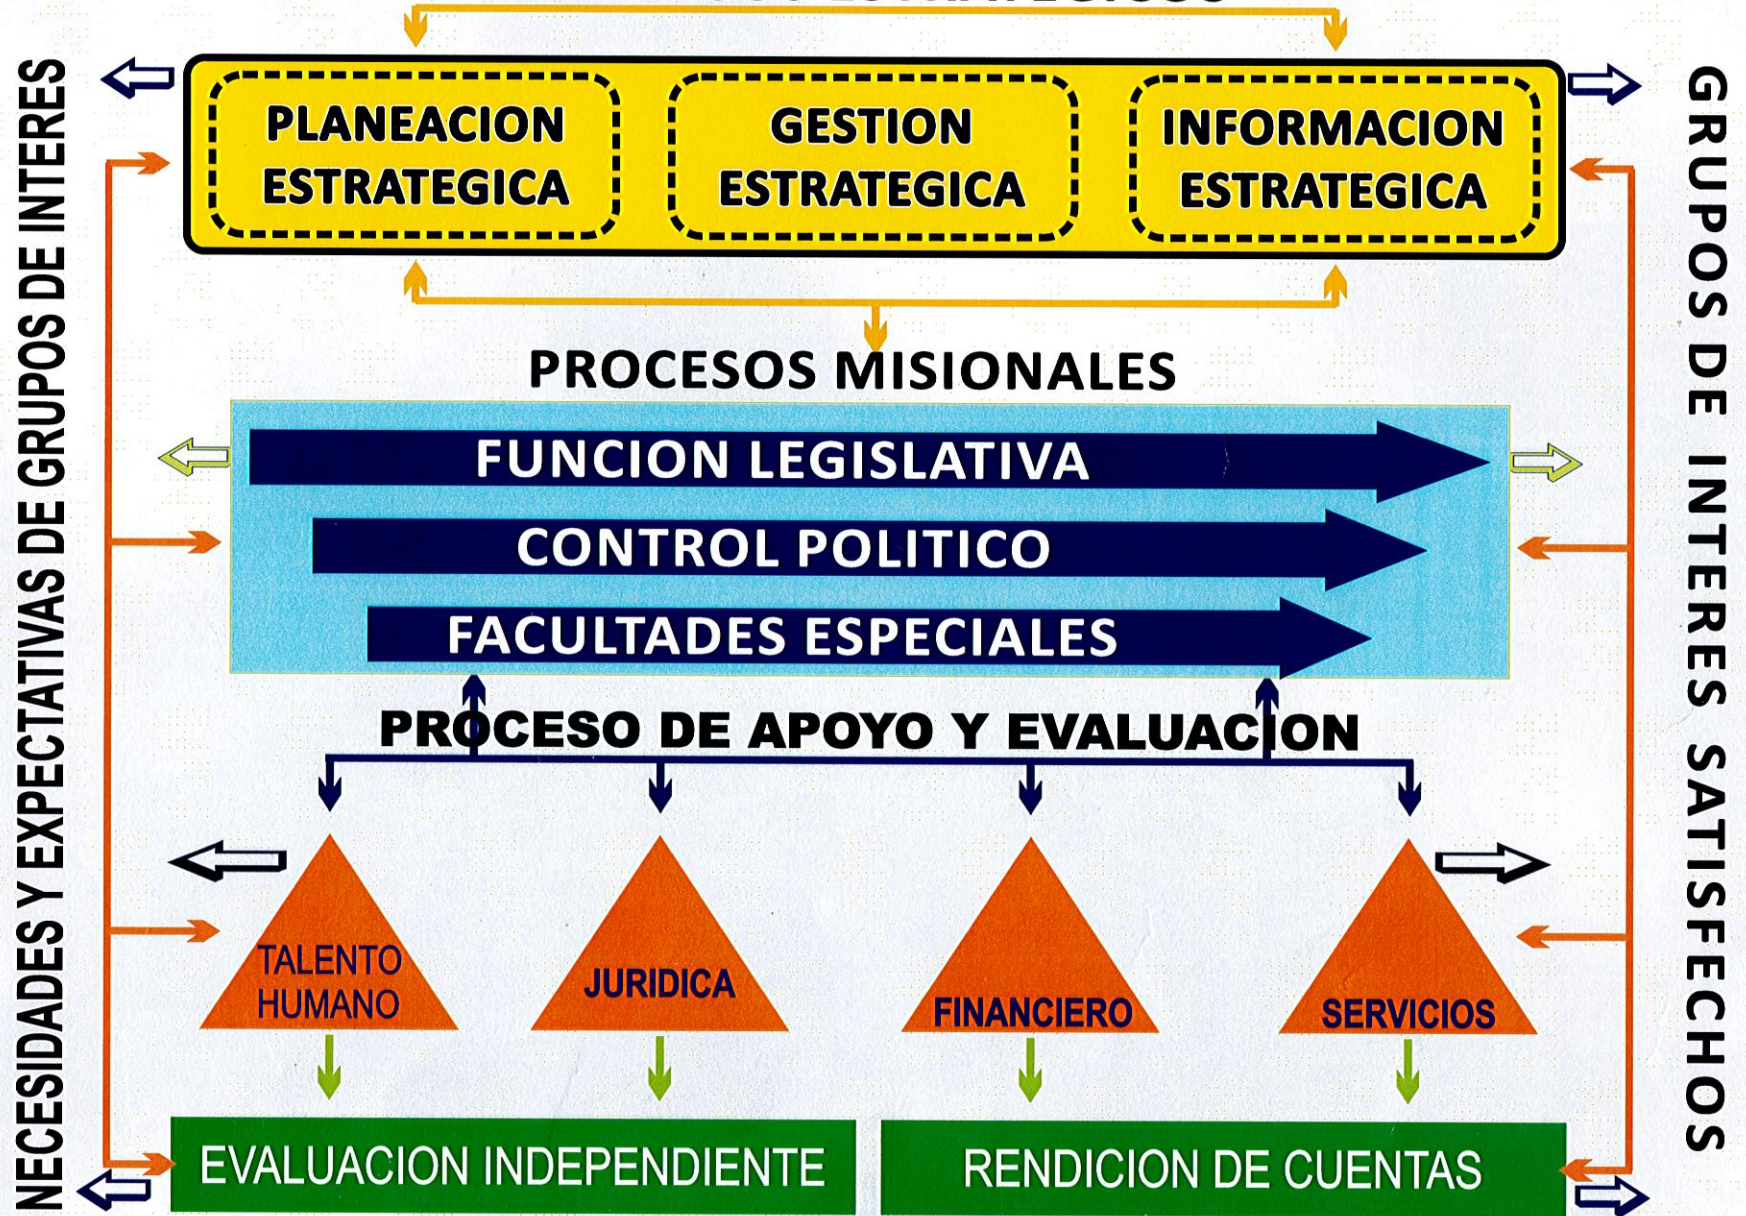 NECESIDADES Y EXPECTATIVAS DE GRUPOS DE INTERES
PLANEACION
ESTRATEGICA
GESTION
ESTRATEGICA
INFORMACION
ESTRATEGICA
PROCESOS MISIONALES
FUNCION LEGISLATIVA
CONTROL POLITICO
FACULTADES ESPECIALES
PROCESO DE APOYO Y EVALUACION
TALENTO
HUMANO
JURIDICA
FINANCIERO
SERVICIOS
EVALUACION INDEPENDIENTE
RENDICION DE CUENTAS
GRUPOS DE INTERES SATISFECHOS